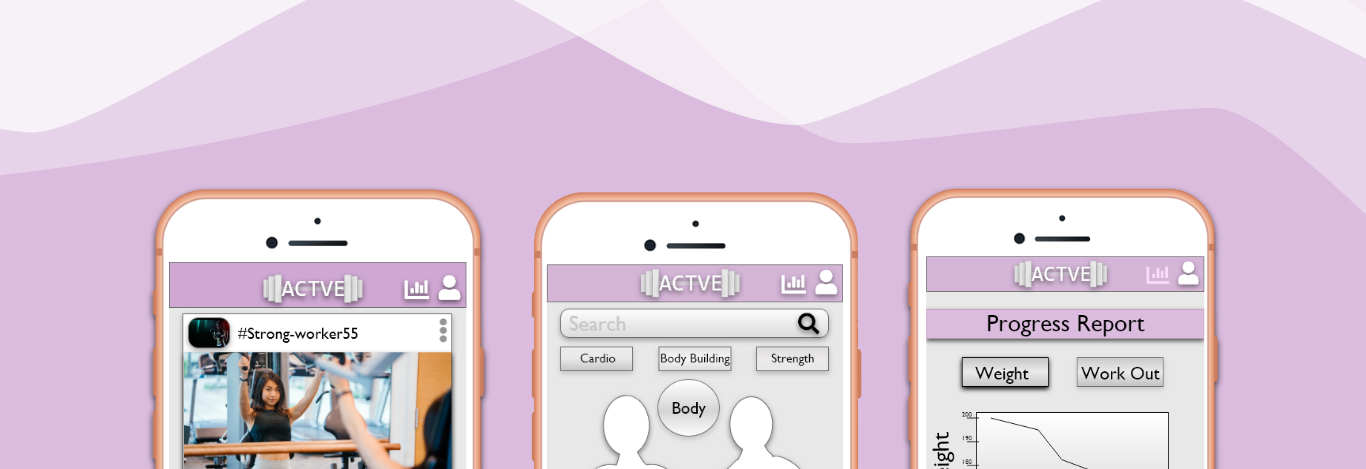 ACTVE
#Strong-worker55
ACTVE
Search
Cardio
Body Building
Strength
Body
ACTVE
Progress Report
Weight
Work Out
200
190
180